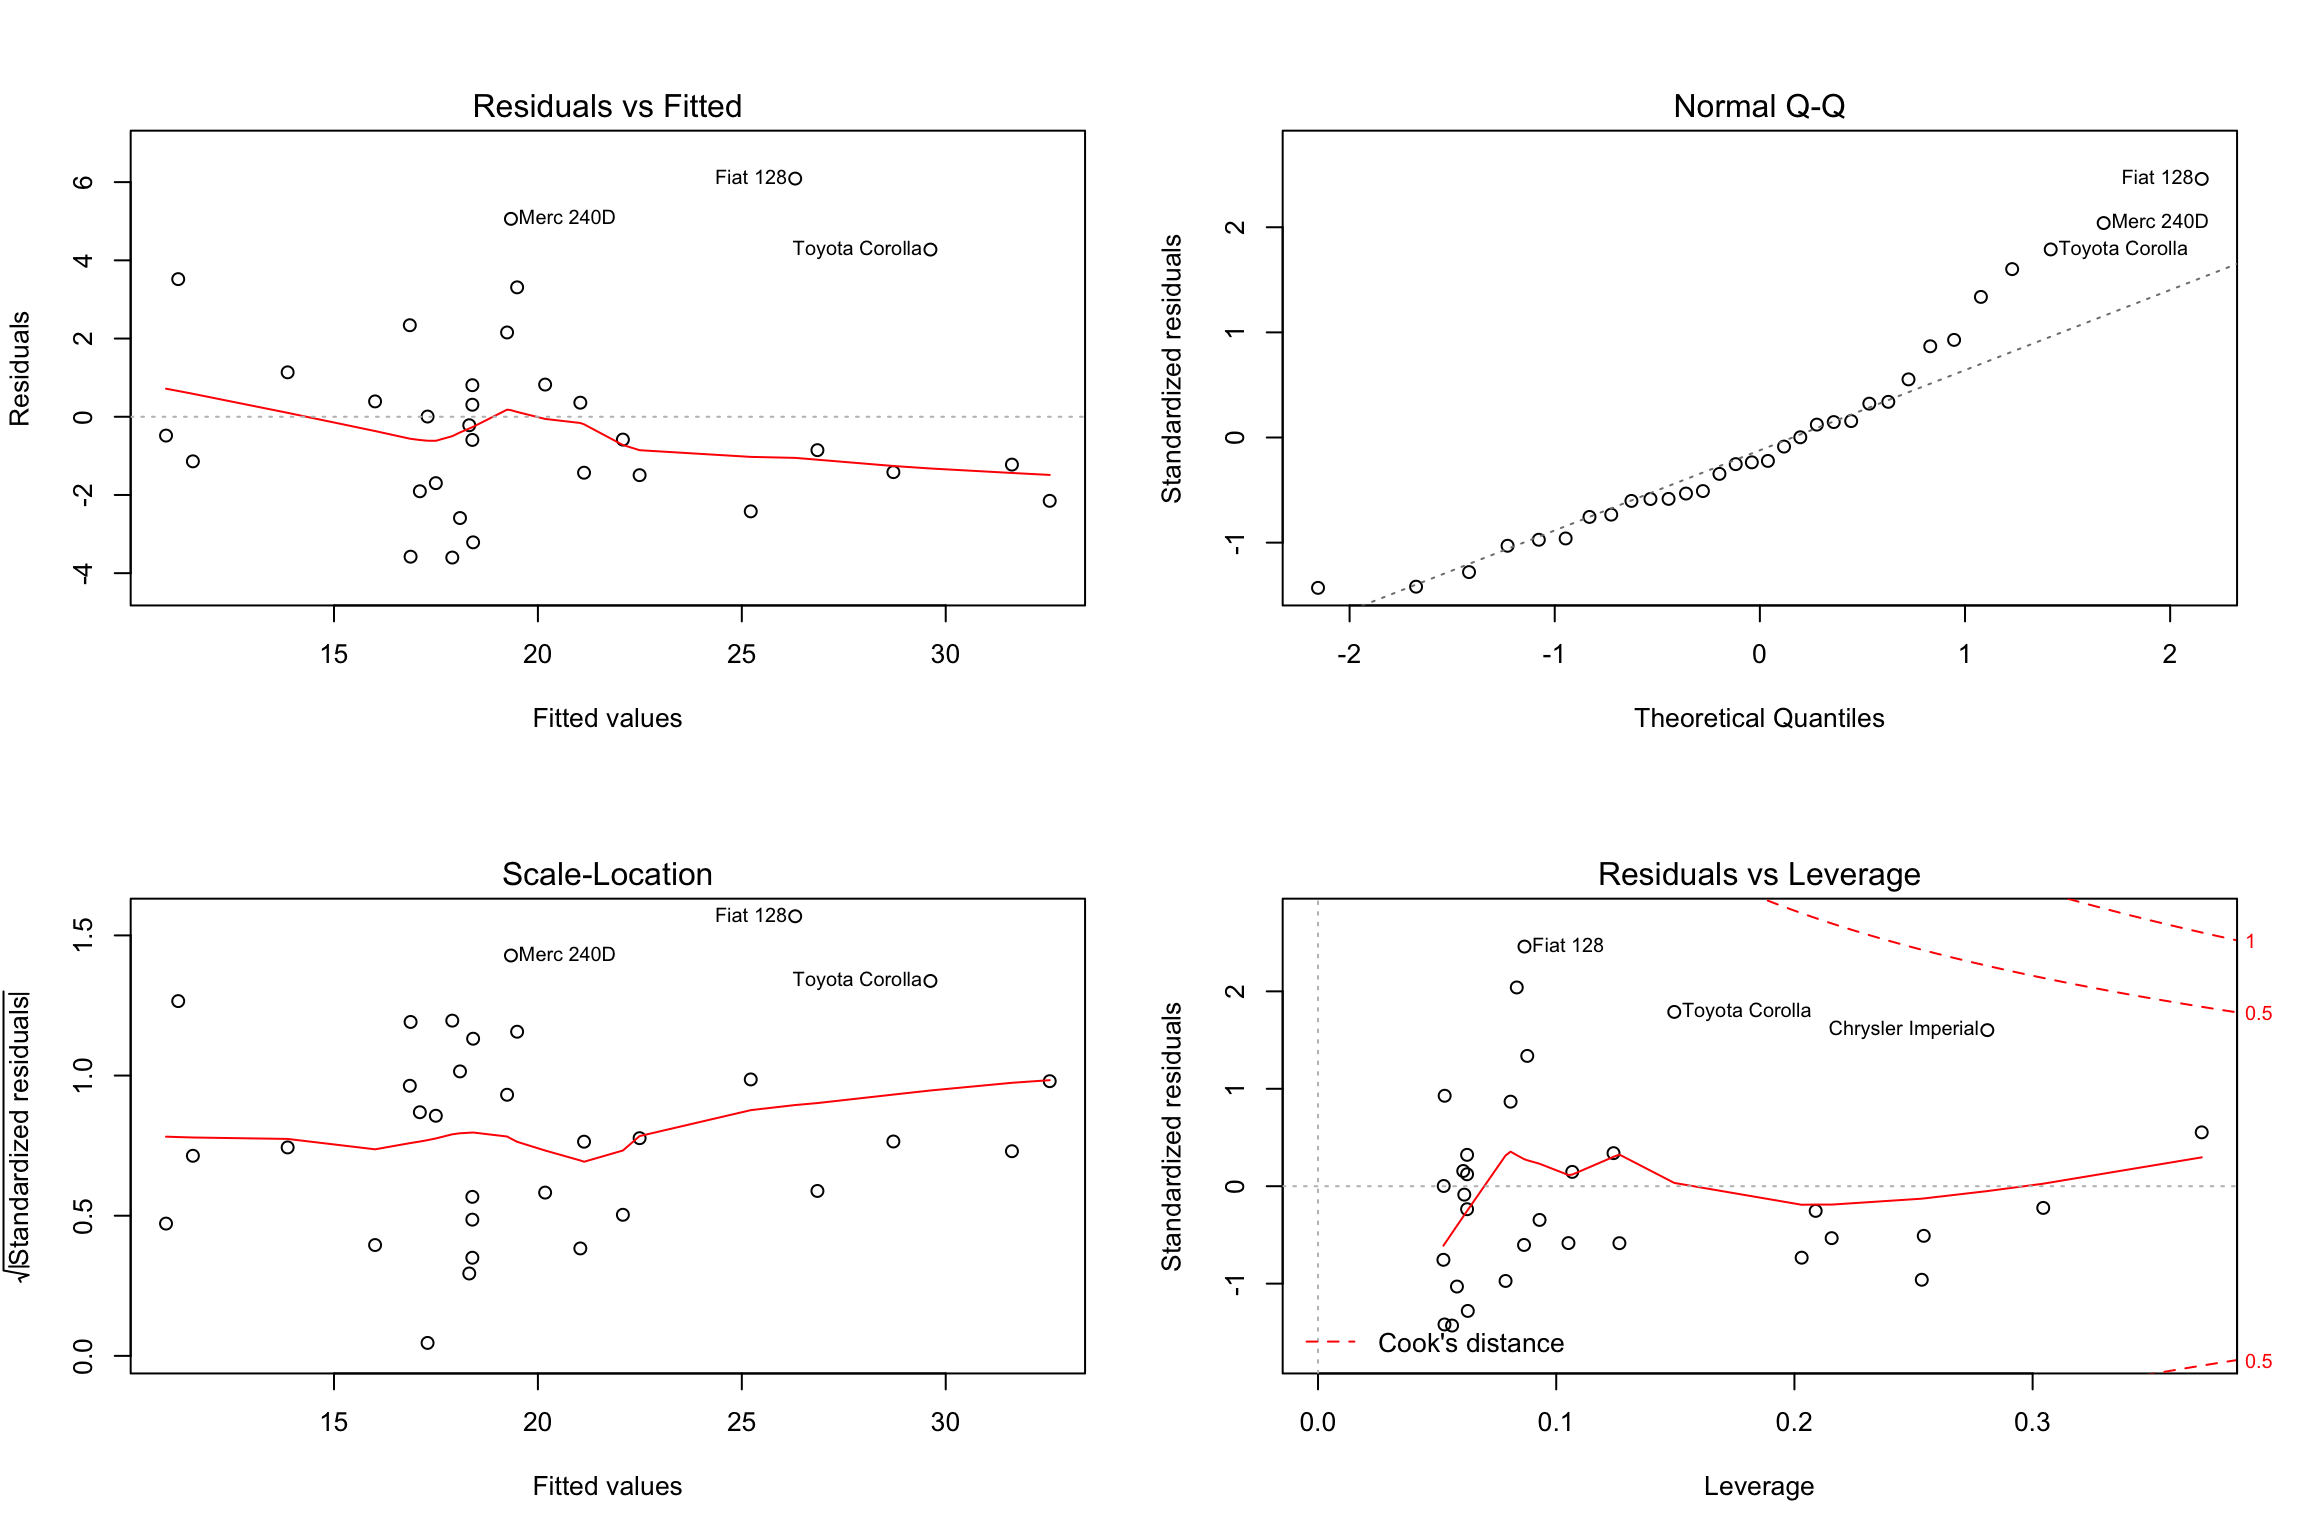 Residuals vs Fitted
Residuals
6
4
2
0
-2
-4
Fiat 128
Merc 240D
Toyota Corolla
15 20 25 30
Fitted values
Normal Q-Q
Standardized residuals
2
1
0
-1
Fiat 128
Merc 240D
Toyota Corolla
-2 -1 0 1 2
Theoretical Quantiles
Scale-Location
√|Standardized residuals|
1.5
1.0
0.5
0.0
Fiat 128
Merc 240D
Toyota Corolla
15 20 25 30
Fitted values
Residuals vs Leverage
Standardized residuals
2
1
0
-1
Fiat 128
Toyota Corolla
Chrysler Imperial
1
0.5
0.5
Cook's distance
0.0 0.1 0.2 0.3
Leverage